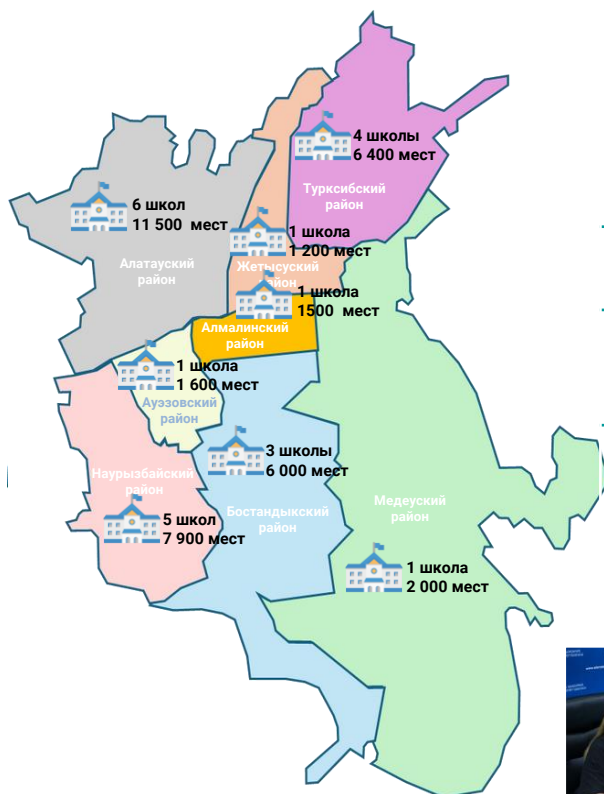 4 школы
6 400 мест
Турксибский
район
6 школ
11 500 мест
Алатауский
район
1 школа
1 200 мест
Жетысуский
район
1 школа
1500 мест
Алмалинский
район
1 школа
1 600 мест
Ауэзовский
район
3 школы
6 000 мест
Наурызбайский
район
Бостандыкский
район
Медеуский
район
5 школ
7 900 мест
1 школа
2 000 мест